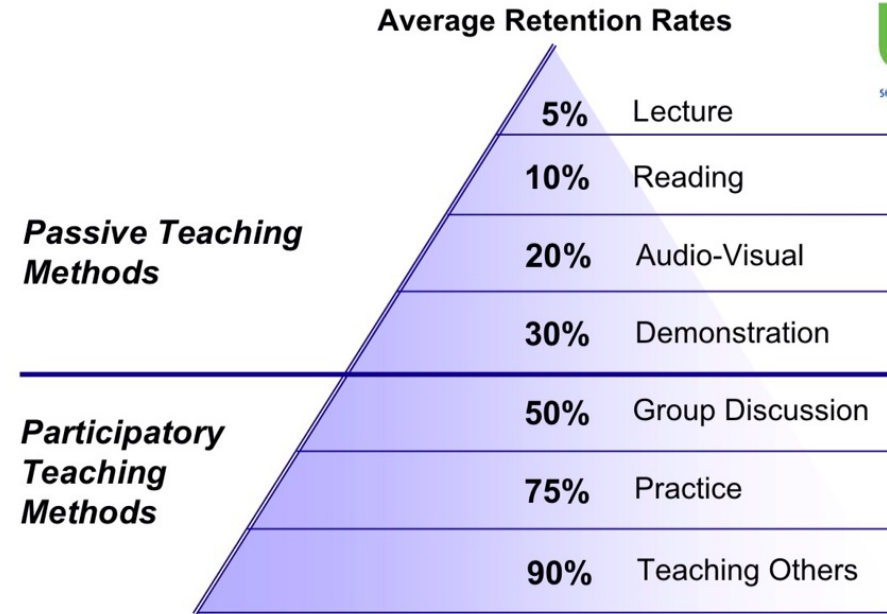 Average Retention Rates
5% Lecture
10% Reading
20% Audio-Visual
30% Demonstration
Passive Teaching
Methods
50% Group Discussion
75% Practice
90% Teaching Others
Participatory
Teaching
Methods